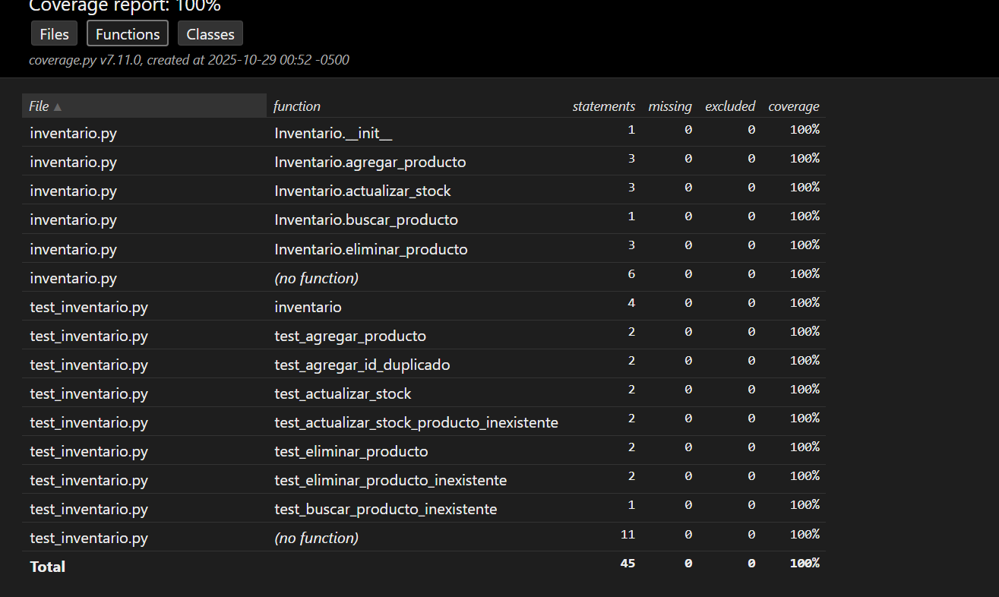 Coverage report: 100%
Files Functions Classes
coverage.py v7.11.0, created at 2025-10-29 00:52 -0500
File ▲ function statements missing excluded coverage
inventario.py Inventario.__init__ 1 0 0 100%
inventario.py Inventario.agregar_producto 3 0 0 100%
inventario.py Inventario.actualizar_stock 3 0 0 100%
inventario.py Inventario.buscar_producto 1 0 0 100%
inventario.py Inventario.eliminar_producto 3 0 0 100%
inventario.py (no function) 6 0 0 100%
test_inventario.py inventario 4 0 0 100%
test_inventario.py test_agregar_producto 2 0 0 100%
test_inventario.py test_agregar_id_duplicado 2 0 0 100%
test_inventario.py test_actualizar_stock 2 0 0 100%
test_inventario.py test_actualizar_stock_producto_inexistente 2 0 0 100%
test_inventario.py test_eliminar_producto 2 0 0 100%
test_inventario.py test_eliminar_producto_inexistente 2 0 0 100%
test_inventario.py test_buscar_producto_inexistente 1 0 0 100%
test_inventario.py (no function) 11 0 0 100%
Total 45 0 0 100%